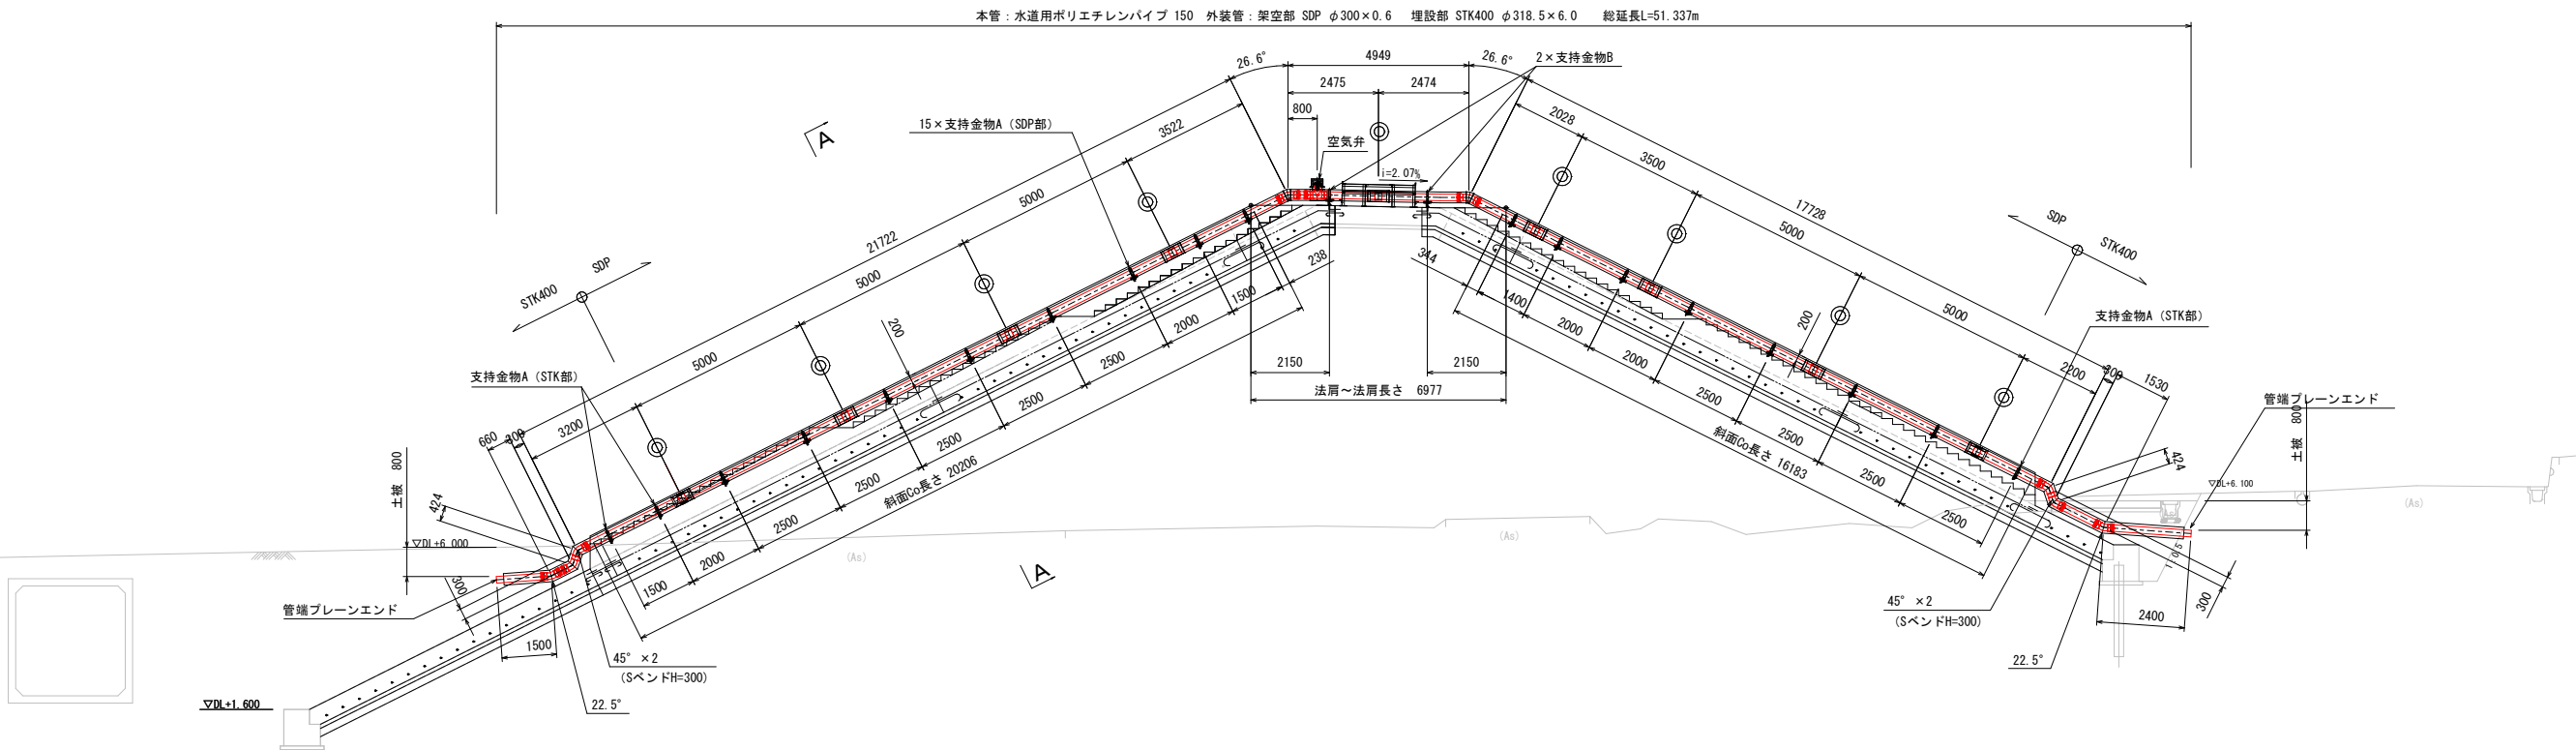 本管：水道用ポリエチレンパイプ 150 外装管：架空部 SDP φ300×0.6 埋設部 STK400 φ318.5×6.0 総延長L=51.337m
26.6°
4949
26.6°
2×支持金物B
2475
2474
800
15×支持金物A（SDP部）
空気弁
i=2.07%
A
3522
5000
21722
5000
5000
3200
2028
3500
17728
5000
5000
2200
300
1530
SDP
STK400
SDP
STK400
支持金物A（STK部）
支持金物A（STK部）
管端プレーンエンド
200
200
238
1500
2000
2500
2500
2500
2500
2500
2000
1500
斜面Co長さ 20206
344
1400
2000
2000
2500
2500
2500
2500
斜面Co長さ 16183
2150
2150
法肩～法肩長さ 6977
660
300
土被 800
424
▽DL+6.000
300
管端プレーンエンド
1500
45° ×2
(SベンドH=300)
22.5°
▽DL+1.600
土被 800
424
▽DL+6.100
300
2400
45° ×2
(SベンドH=300)
22.5°
(As)
(As)
(As)
A